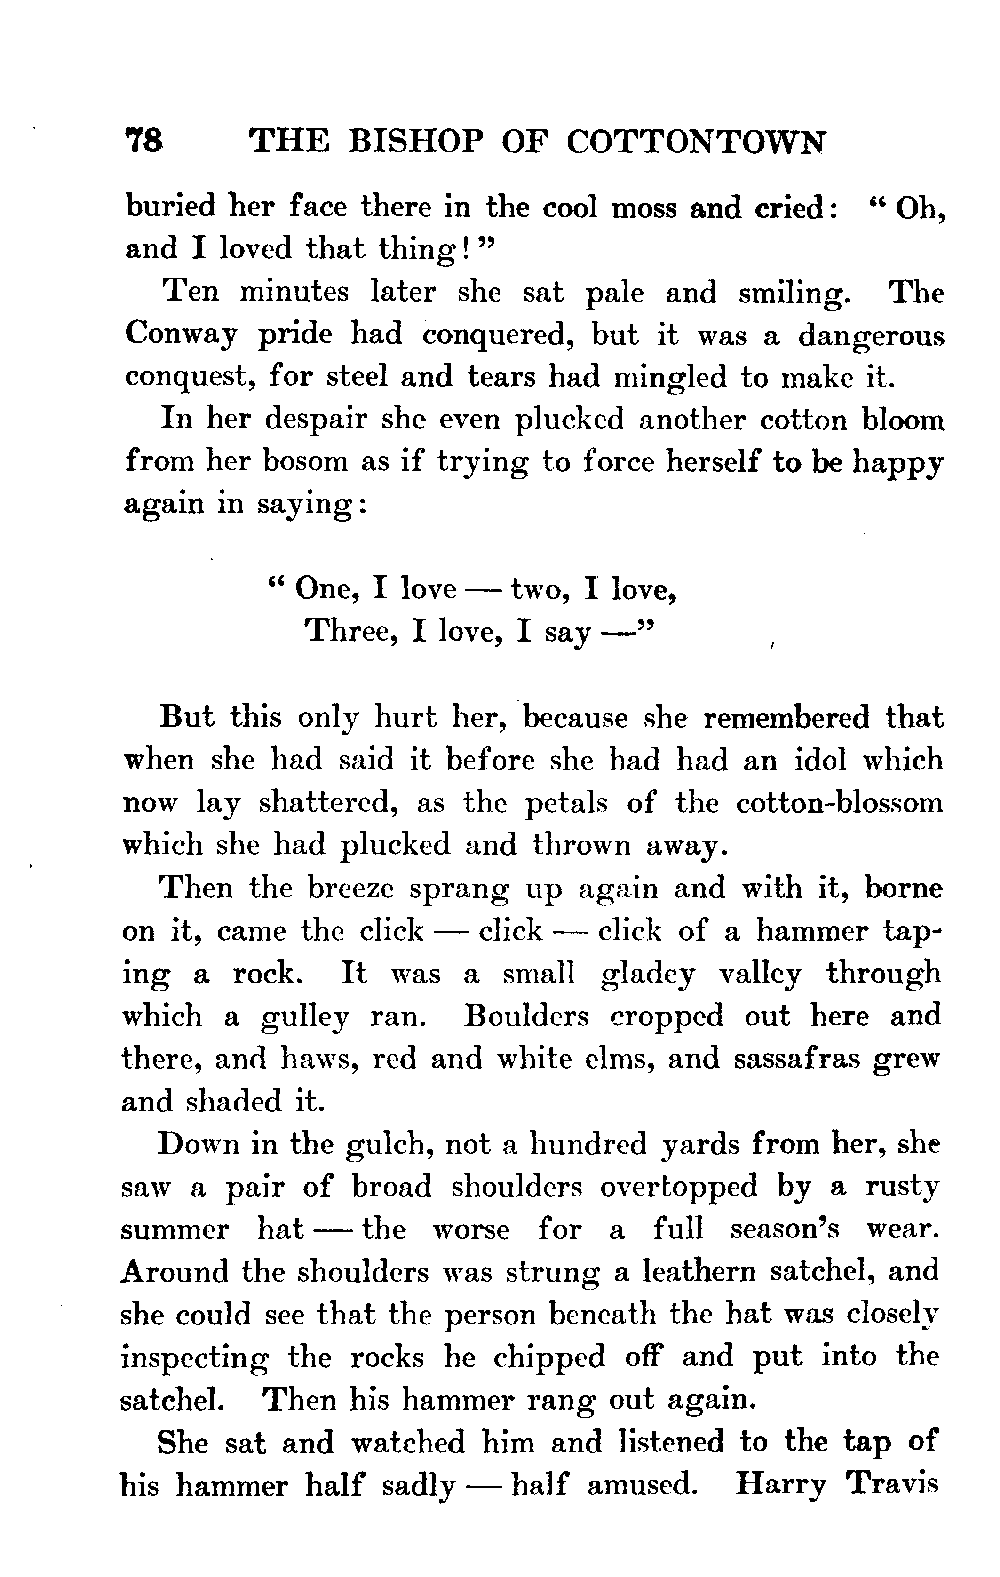 78 THE BISHOP OF COTTONTOWN
buried her face there in the cool moss and cried: “ Oh,
and I loved that thing! ”
Ten minutes later she sat pale and smiling. The
Conway pride had conquered, but it was a dangerous
conquest, for steel and tears had mingled to make it.
In her despair she even plucked another cotton bloom
from her bosom as if trying to force herself to be happy
again in saying:
“ One, I love — two, I love,
Three, I love, I say —”
But this only hurt her, because she remembered that
when she had said it before she had had an idol which
now lay shattered, as the petals of the cotton-blossom
which she had plucked and thrown away.
Then the breeze sprang up again and with it, borne
on it, came the click — click — click of a hammer tap-
ing a rock. It was a small gladey valley through
which a gulley ran. Boulders cropped out here and
there, and haws, red and white elms, and sassafras grew
and shaded it.
Down in the gulch, not a hundred yards from her, she
saw a pair of broad shoulders overtopped by a rusty
summer hat — the worse for a full season’s wear.
Around the shoulders was strung a leathern satchel, and
she could see that the person beneath the hat was closely
inspecting the rocks he chipped off and put into the
satchel. Then his hammer rang out again.
She sat and watched him and listened to the tap of
his hammer half sadly — half amused. Harry Travis